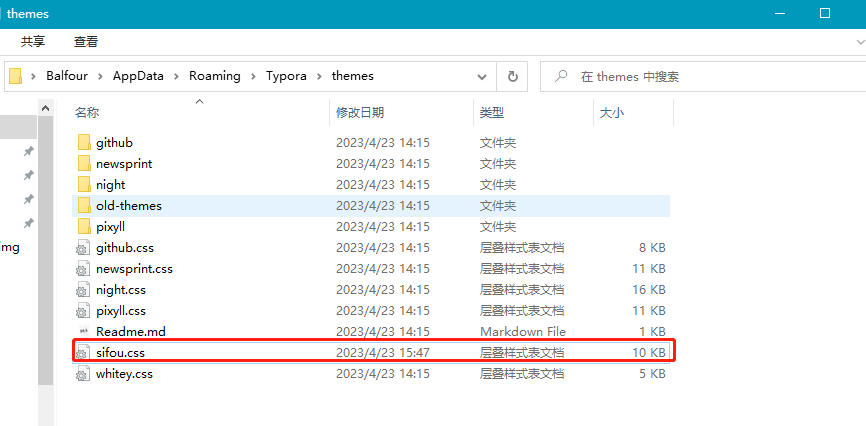 themes
共享 查看
Balfour > AppData > Roaming > Typora > themes 在 themes 中搜索
名称 修改日期 类型 大小
github 2023/4/23 14:15 文件夹
newsprint 2023/4/23 14:15 文件夹
night 2023/4/23 14:15 文件夹
old-themes 2023/4/23 14:15 文件夹
pixyll 2023/4/23 14:15 文件夹
img
github.css 2023/4/23 14:15 层叠样式表文档 8 KB
newsprint.css 2023/4/23 14:15 层叠样式表文档 11 KB
night.css 2023/4/23 14:15 层叠样式表文档 16 KB
pixyll.css 2023/4/23 14:15 层叠样式表文档 11 KB
Readme.md 2023/4/23 14:15 Markdown File 1 KB
sifou.css 2023/4/23 15:47 层叠样式表文档 10 KB
whitey.css 2023/4/23 14:15 层叠样式表文档 5 KB